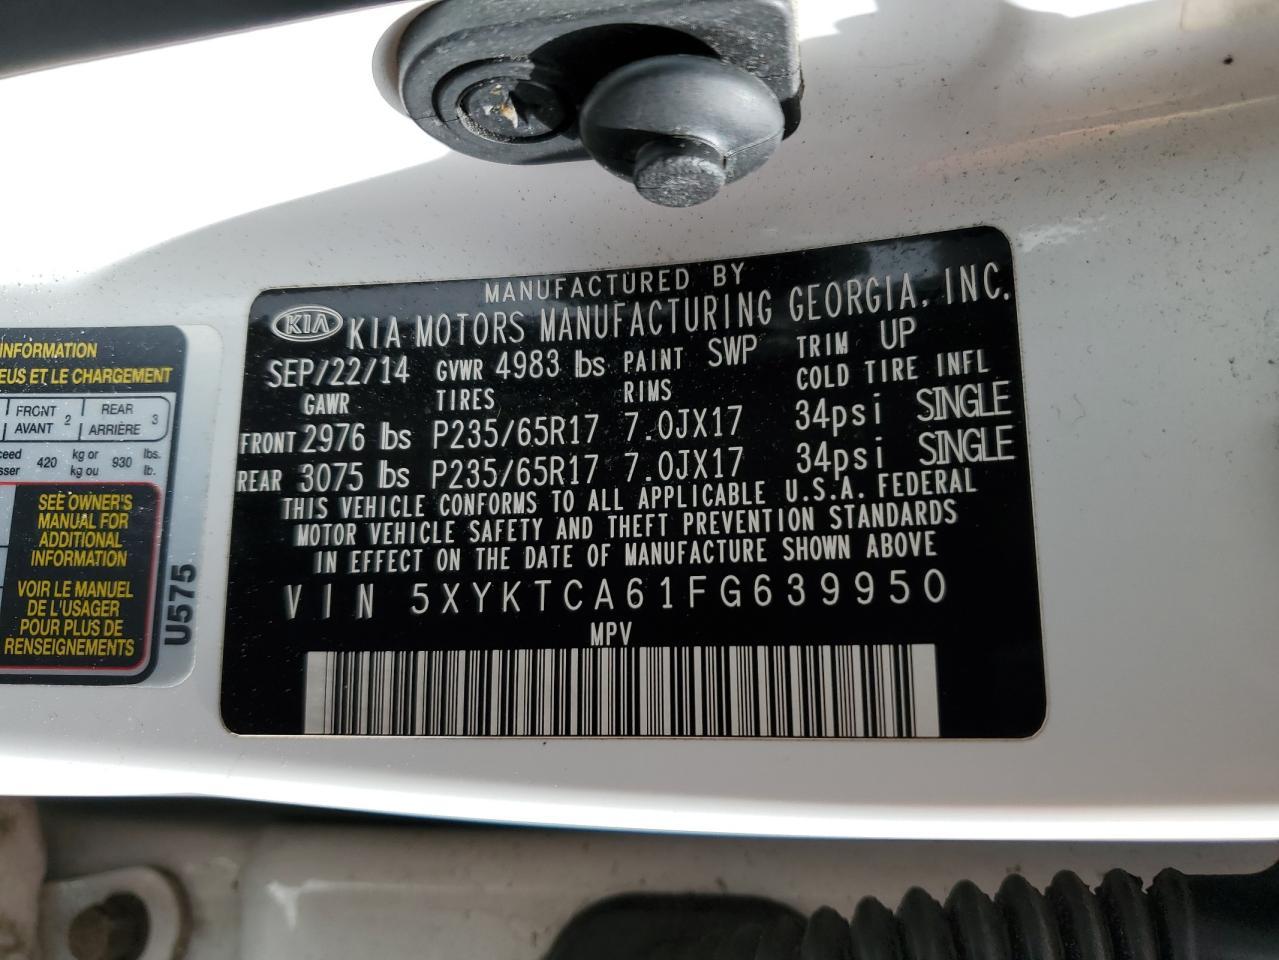 MANUFACTURED BY
KIA KIA MOTORS MANUFACTURING GEORGIA, INC.
SEP/22/14 GVWR 4983 lbs PAINT SWP TRIM UP
GAWR TIRES RIMS COLD TIRE INFL
FRONT 2976 lbs P235/65R17 7.0JX17 34psi SINGLE
REAR 3075 lbs P235/65R17 7.0JX17 34psi SINGLE
THIS VEHICLE CONFORMS TO ALL APPLICABLE U.S.A. FEDERAL
MOTOR VEHICLE SAFETY AND THEFT PREVENTION STANDARDS
IN EFFECT ON THE DATE OF MANUFACTURE SHOWN ABOVE
VIN 5XYKTCA61FG639950
MPV
INFORMATION
EUS ET LE CHARGEMENT
FRONT AVANT 2 REAR ARRIÈRE 3
420 kg or kg ou 930 lbs. lb.
SEE OWNER'S
MANUAL FOR
ADDITIONAL
INFORMATION
VOIR LE MANUEL
DE L'USAGER
POUR PLUS DE
RENSEIGNEMENTS
U575